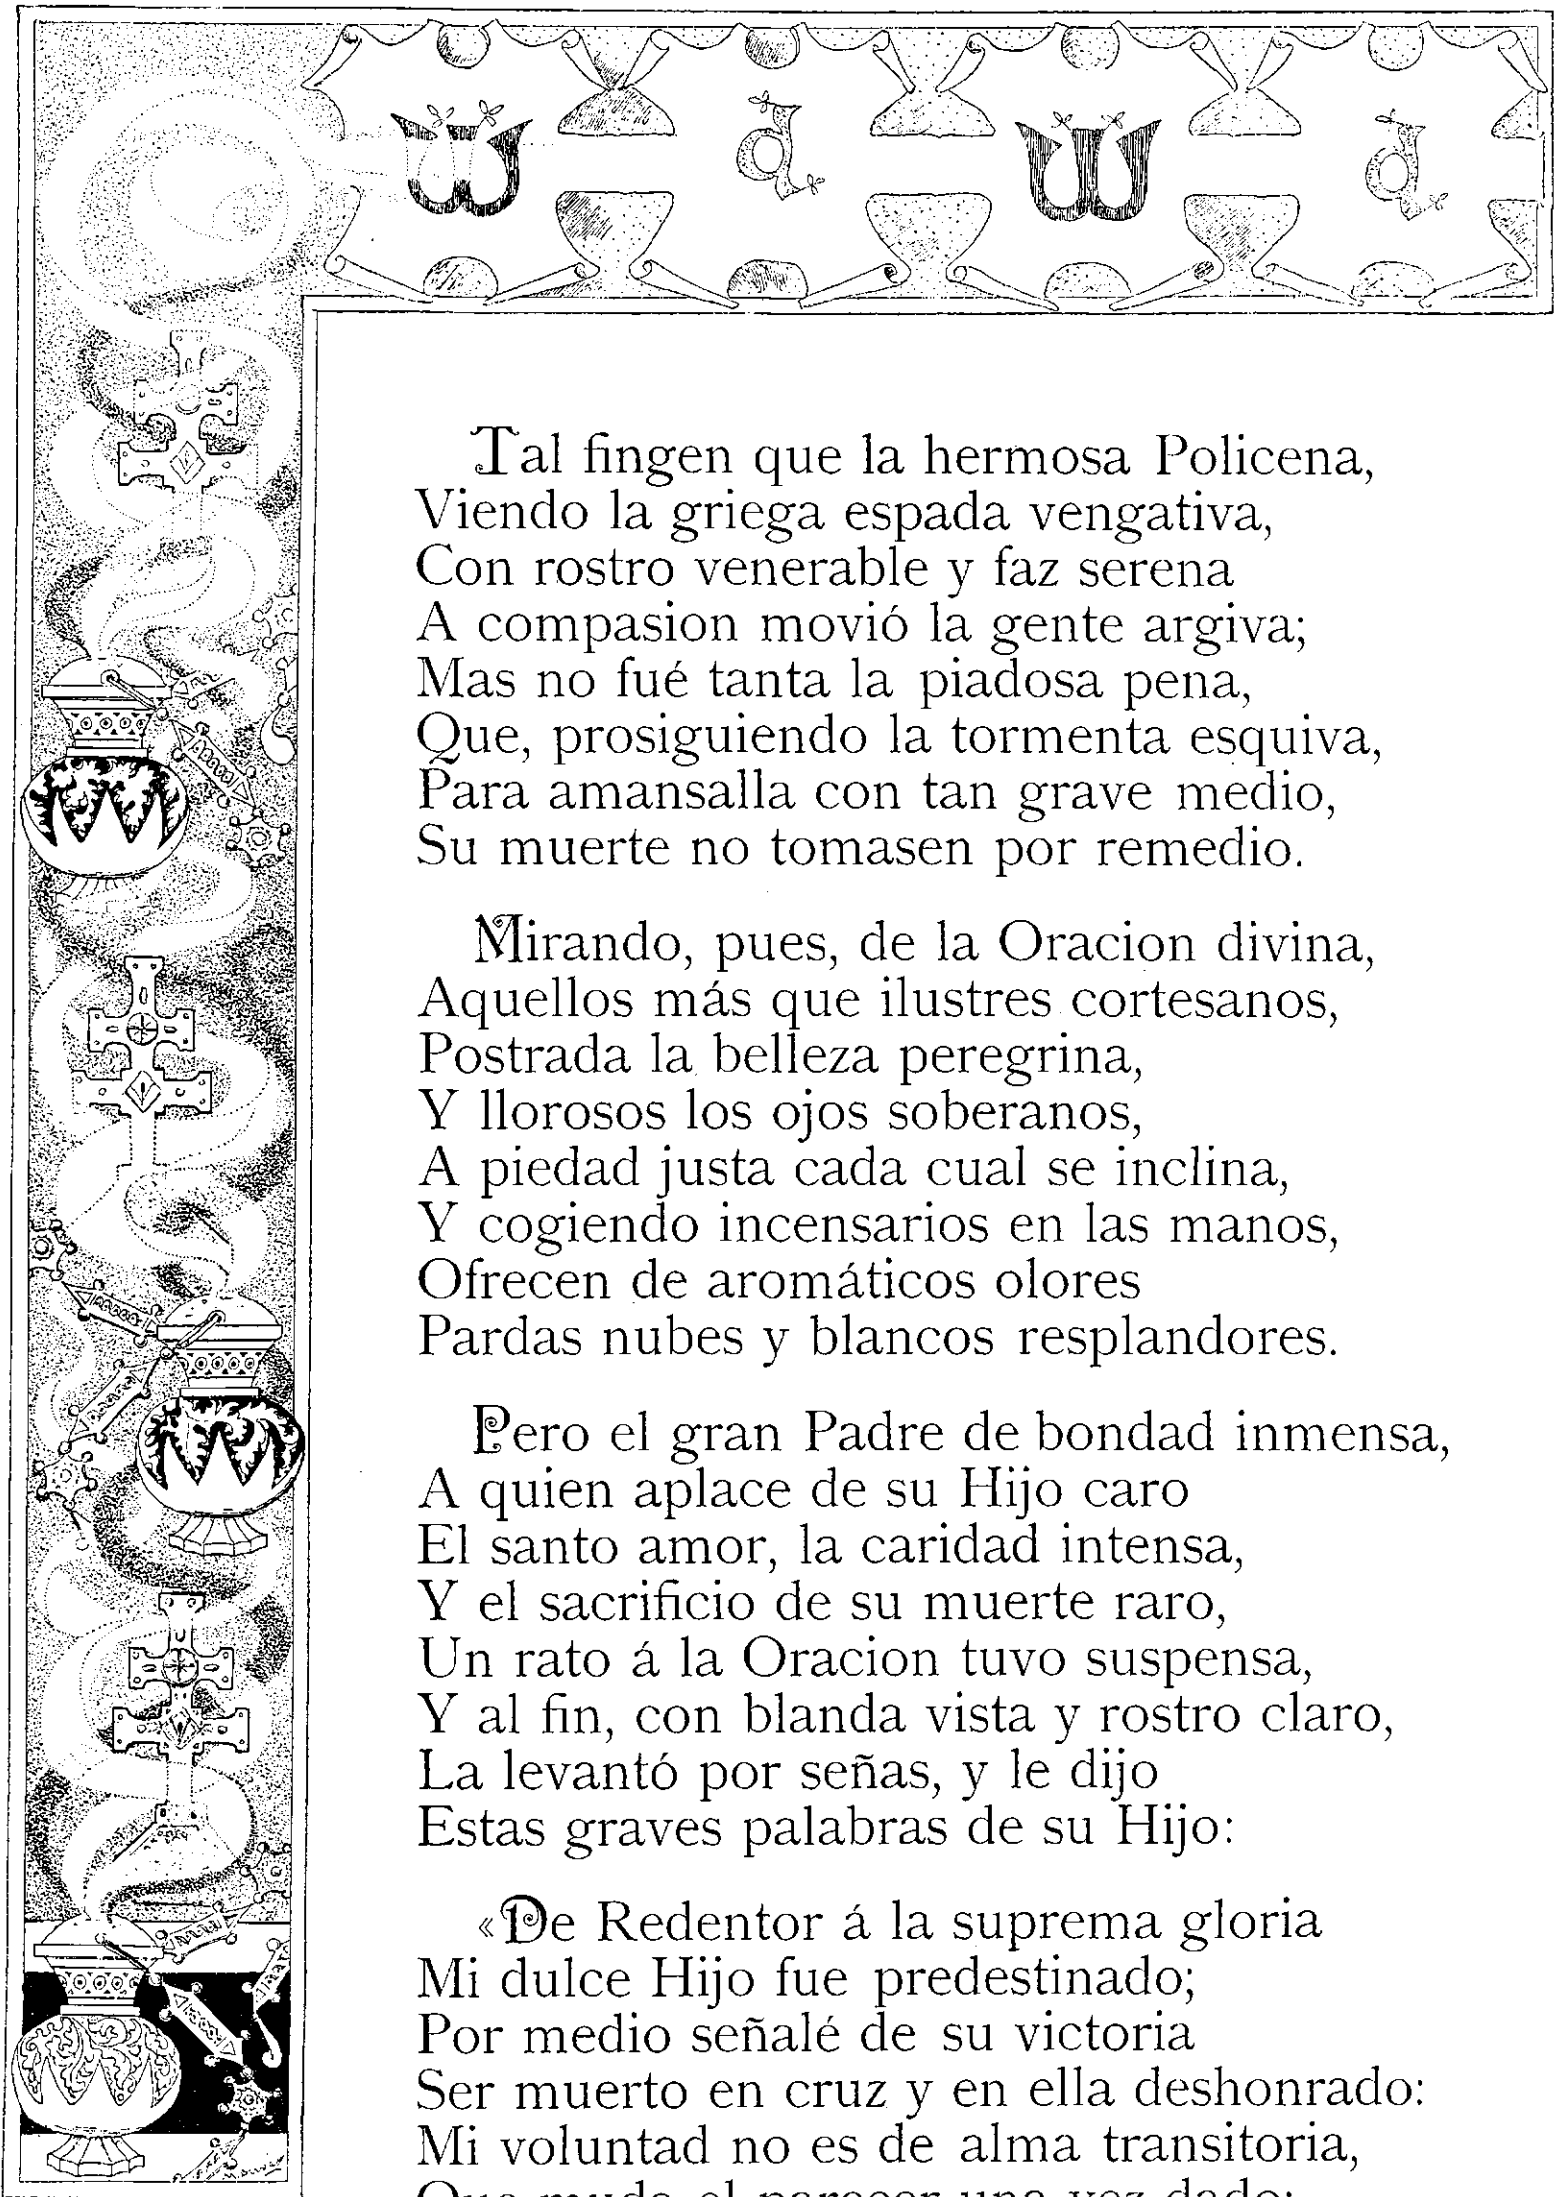 Tal fingen que la hermosa Policena,
Viendo la griega espada vengativa,
Con rostro venerable y faz serena
A compasion movió la gente argiva;
Mas no fué tanta la piadosa pena,
Que, prosiguiendo la tormenta esquiva,
Para amansalla con tan grave medio,
Su muerte no tomasen por remedio.
Mirando, pues, de la Oracion divina,
Aquellos más que ilustres cortesanos,
Postrada la belleza peregrina,
Y llorosos los ojos soberanos,
A piedad justa cada cual se inclina,
Y cogiendo incensarios en las manos,
Ofrecen de aromáticos olores
Pardas nubes y blancos resplandores.
Pero el gran Padre de bondad inmensa,
A quien aplace de su Hijo caro
El santo amor, la caridad intensa,
Y el sacrificio de su muerte raro,
Un rato á la Oracion tuvo suspensa,
Y al fin, con blanda vista y rostro claro,
La levantó por señas, y le dijo
Estas graves palabras de su Hijo:
«De Redentor á la suprema gloria
Mi dulce Hijo fue predestinado;
Por medio señalé de su victoria
Ser muerto en cruz y en ella deshonrado:
Mi voluntad no es de alma transitoria,
Que mude el parecer una vez dado;